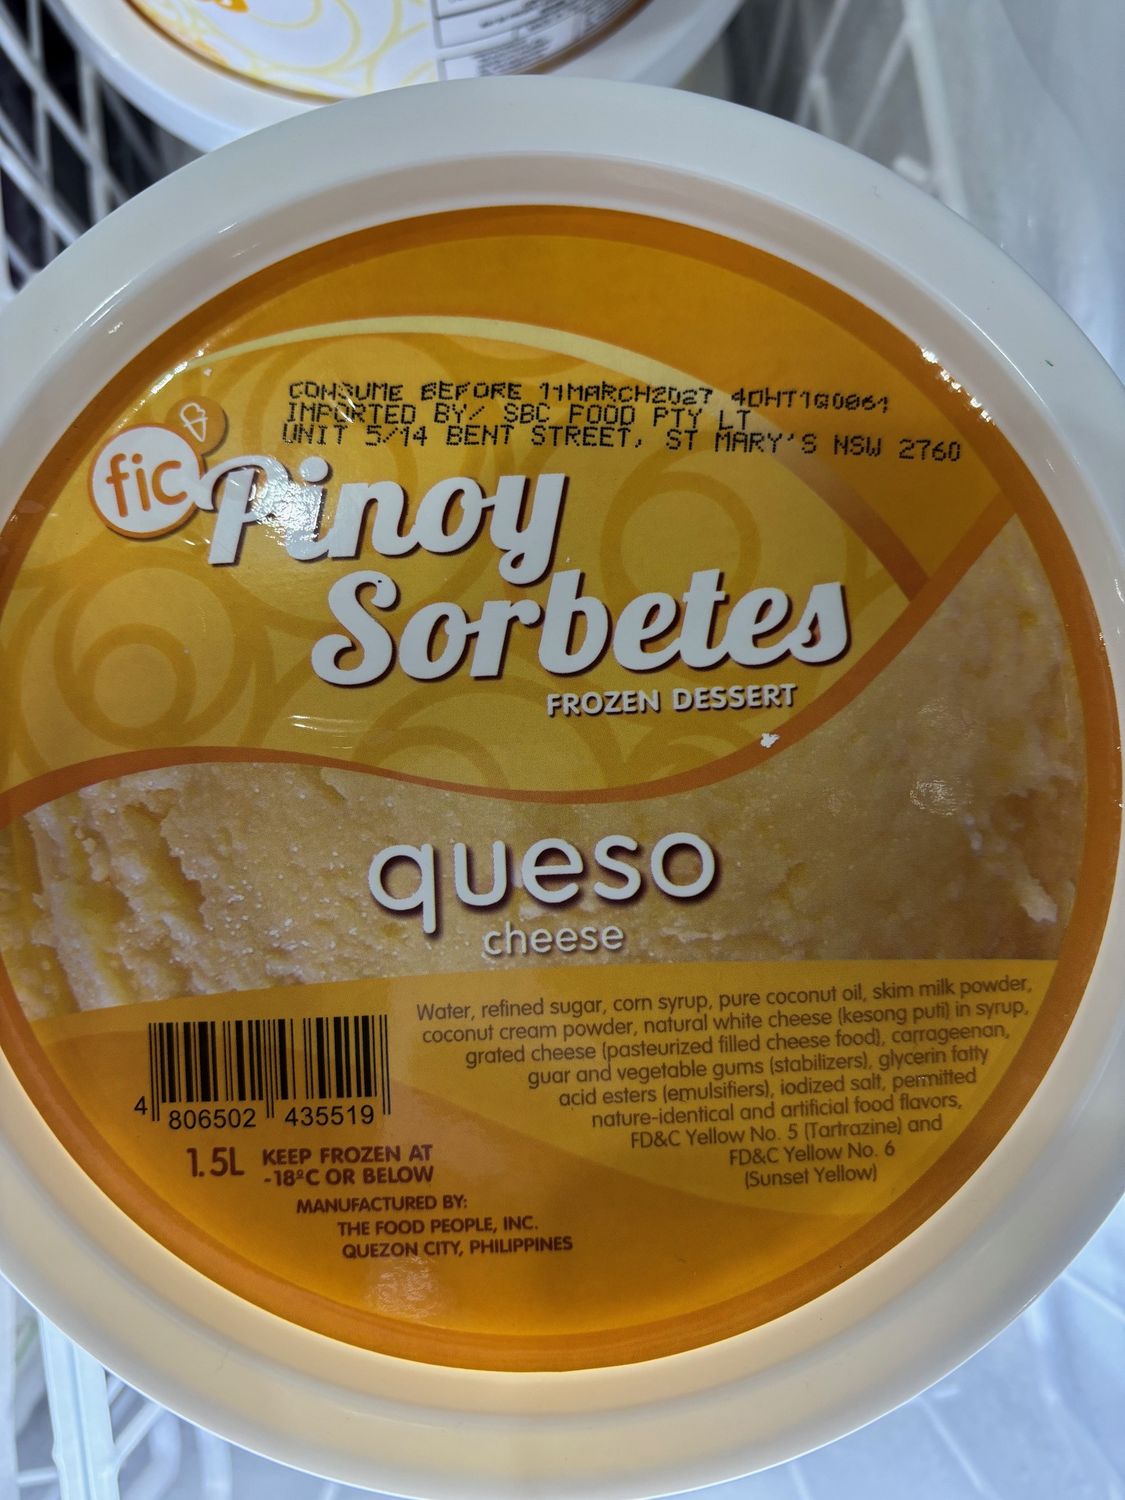 CONSUME BEFORE 11MARCH2027
IMPORTED BY/ SBC FOOD PTY LT
UNIT 5/14 BENT STREET, ST MARY'S NSW 2760
fic
Pinoy
Sorbetes
FROZEN DESSERT
queso
cheese
Water, refined sugar, corn syrup, pure coconut oil, skim milk powder,
coconut cream powder, natural white cheese (kesong puti) in syrup,
grated cheese (pasteurized filled cheese food), carrageenan,
guar and vegetable gums (stabilizers), glycerin fatty
acid esters (emulsifiers), iodized salt, permitted
nature-identical and artificial food flavors,
FD&C Yellow No. 5 (Tartrazine) and
FD&C Yellow No. 6
(Sunset Yellow)
4 806502 435519
1.5L KEEP FROZEN AT
-18ºC OR BELOW
MANUFACTURED BY:
THE FOOD PEOPLE, INC.
QUEZON CITY, PHILIPPINES